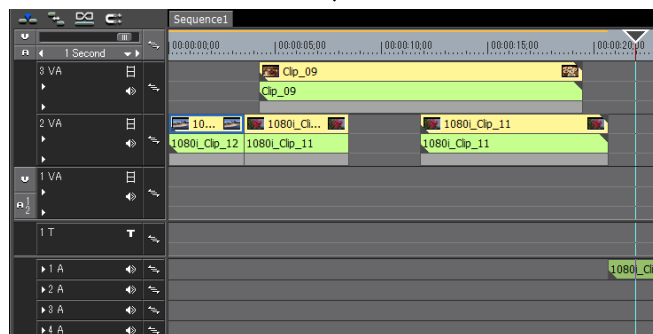 Sequence1
1 Second
00:00:00;00 00:00:05;00 00:00:10;00 00:00:15;00 00:00:20;00
3 VA
Clip_09
Clip_09
2 VA
10... 1080i_Cli... 1080i_Clip_11
1080i_Clip_12 1080i_Clip_11 1080i_Clip_11
1 VA
A 1
2
1 T T
1 A 1080i_Cli
2 A
3 A
4 A